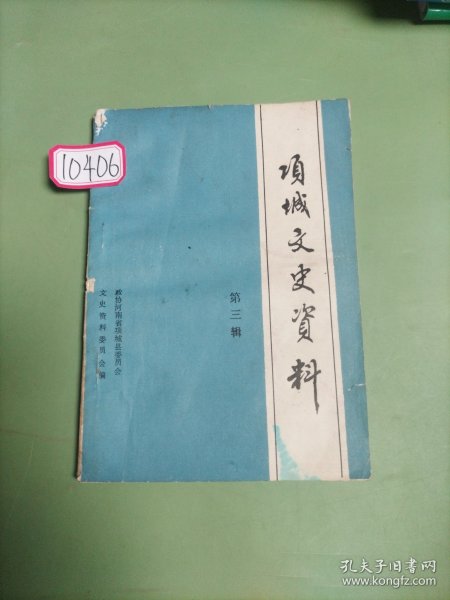 項城文史資料
第三辑
政协河南省项城县委员会
文史资料委员会编
10406
孔夫子旧书网
www.kongfz.com